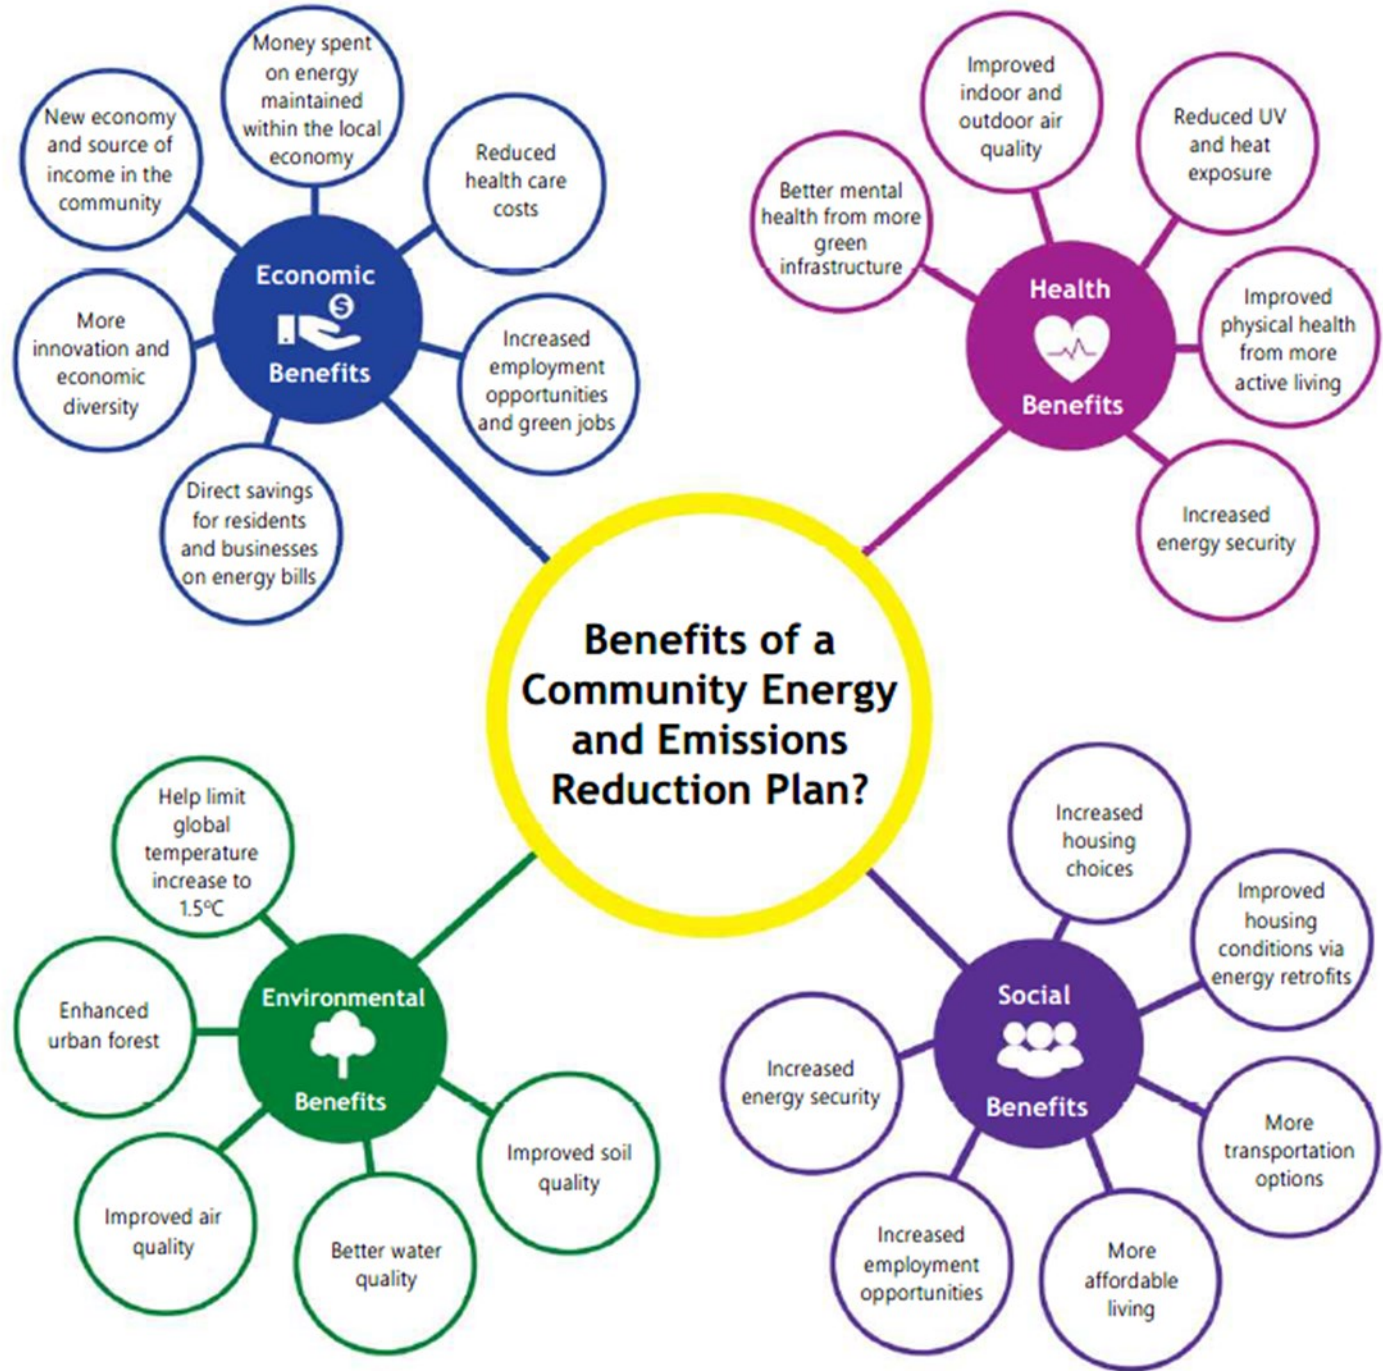 Money spent
on energy
maintained
within the local
economy
New economy
and source of
income in the
community
Reduced
health care
costs
Economic
S
Benefits
More
innovation and
economic
diversity
Increased
employment
opportunities
and green jobs
Direct savings
for residents
and businesses
on energy bills
Improved
indoor and
outdoor air
quality
Reduced UV
and heat
exposure
Better mental
health from more
green
infrastructure
Health
Benefits
Improved
physical health
from more
active living
Increased
energy security
Benefits of a
Community Energy
and Emissions
Reduction Plan?
Help limit
global
temperature
increase to
1.5°C
Enhanced
urban forest
Environmental
Benefits
Improved soil
quality
Improved air
quality
Better water
quality
Increased
housing
choices
Improved
housing
conditions via
energy retrofits
Social
Benefits
Increased
energy security
More
transportation
options
Increased
employment
opportunities
More
affordable
living